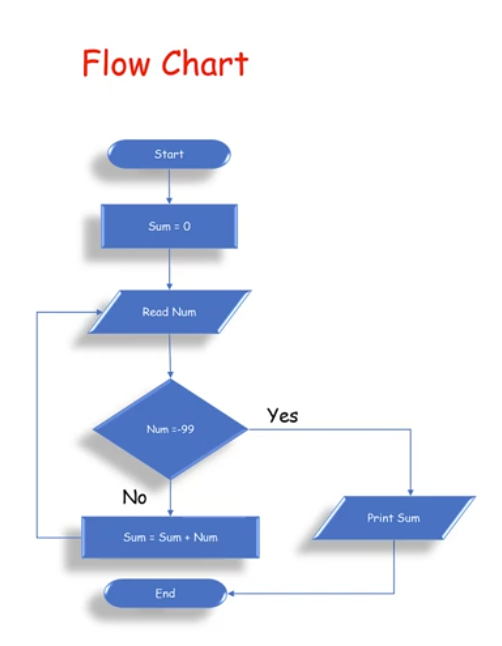 Flow Chart
Start
Sum = 0
Read Num
Num =-99
Yes
No
Sum = Sum + Num
Print Sum
End